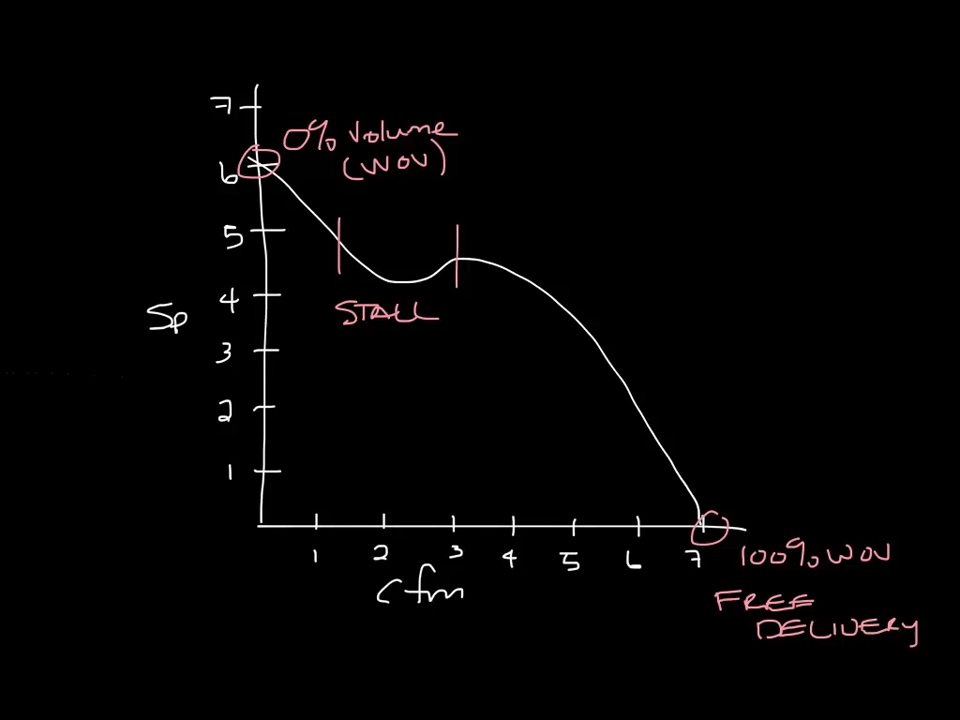 7
0% Volume
(WOV)
6
5
STALL
4
Sp
3
2
1
1 2 3 4 5 6 7
100% WOV
Cfm
FREE
DELIVERY